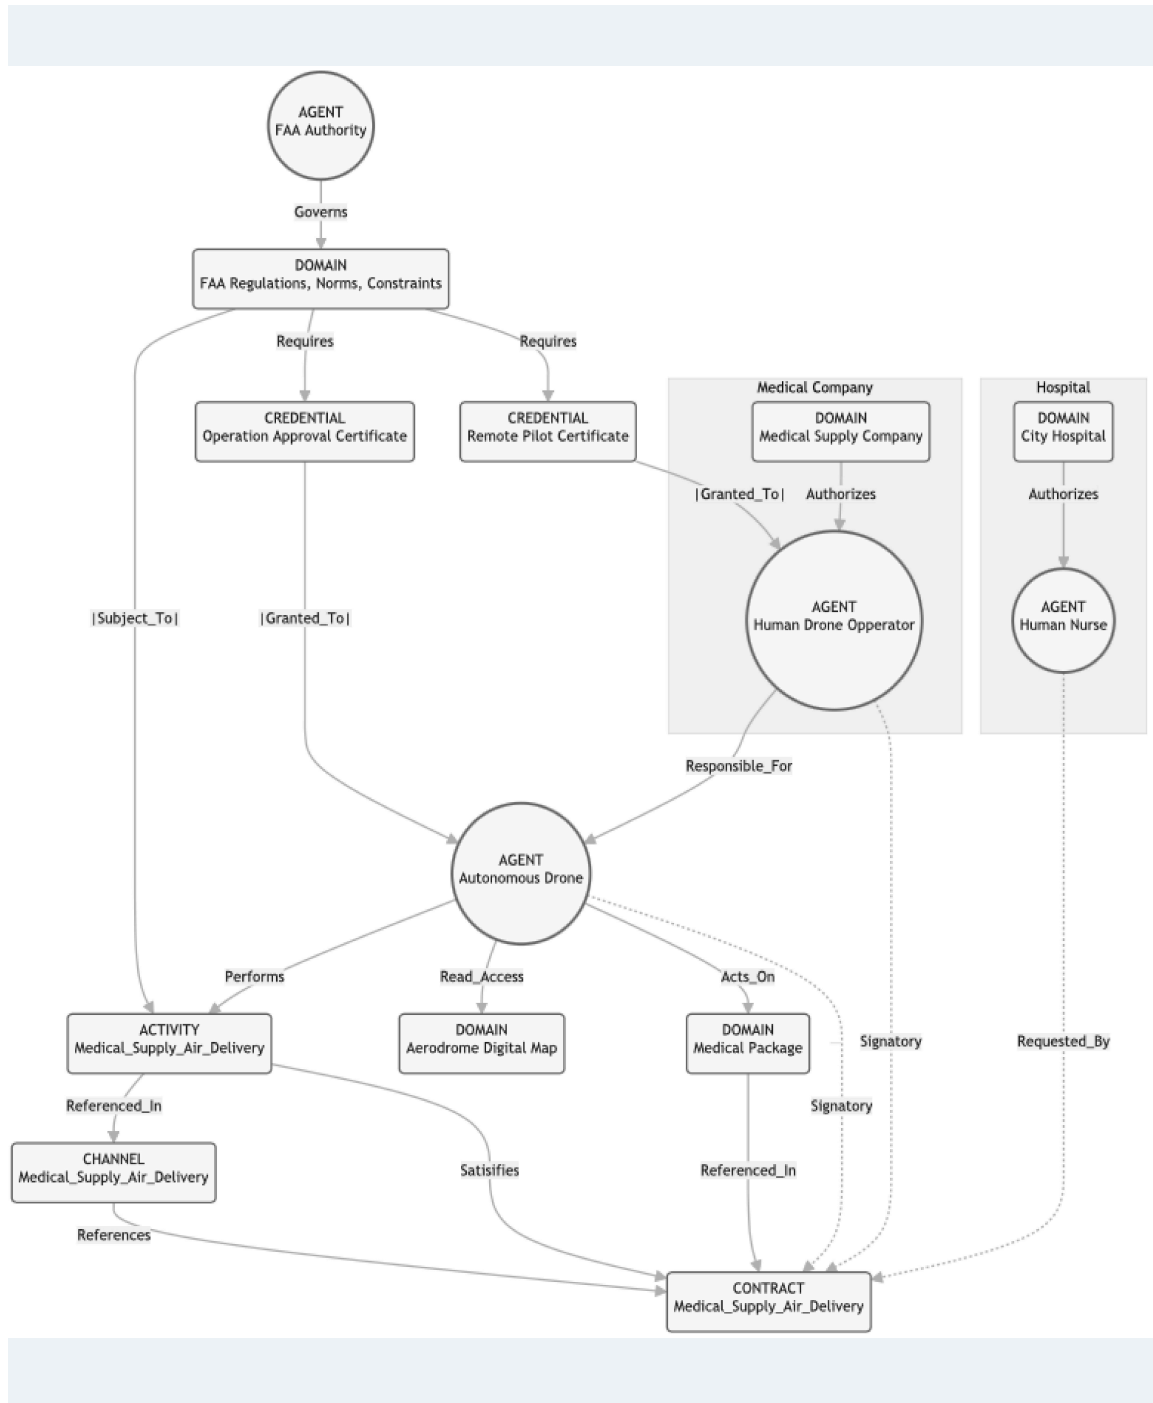 AGENT
FAA Authority
Governs
DOMAIN
FAA Regulations, Norms, Constraints
Requires
Requires
Medical Company
Hospital
CREDENTIAL
Operation Approval Certificate
CREDENTIAL
Remote Pilot Certificate
DOMAIN
Medical Supply Company
DOMAIN
City Hospital
|Granted_To|
Authorizes
Authorizes
|Subject_To|
|Granted_To|
AGENT
Human Drone Opperator
AGENT
Human Nurse
Responsible_For
AGENT
Autonomous Drone
Performs
Read_Access
Acts_On
ACTIVITY
Medical_Supply_Air_Delivery
DOMAIN
Aerodrome Digital Map
DOMAIN
Medical Package
Signatory
Requested_By
Referenced_In
Signatory
CHANNEL
Medical_Supply_Air_Delivery
Satisifies
Referenced_In
References
CONTRACT
Medical_Supply_Air_Delivery